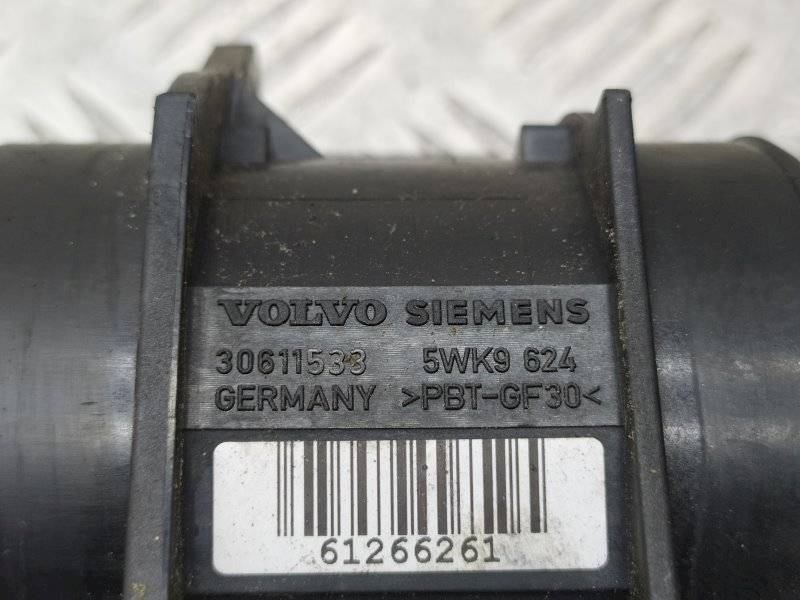 VOLVO SIEMENS
30611533 5WK9 624
GERMANY >PBT-GF30<
61266261